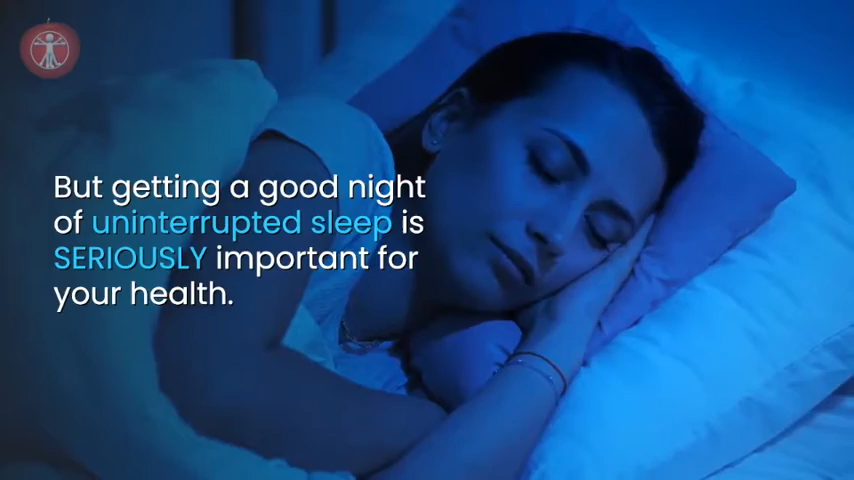 But getting a good night
of uninterrupted sleep is
SERIOUSLY important for
your health.